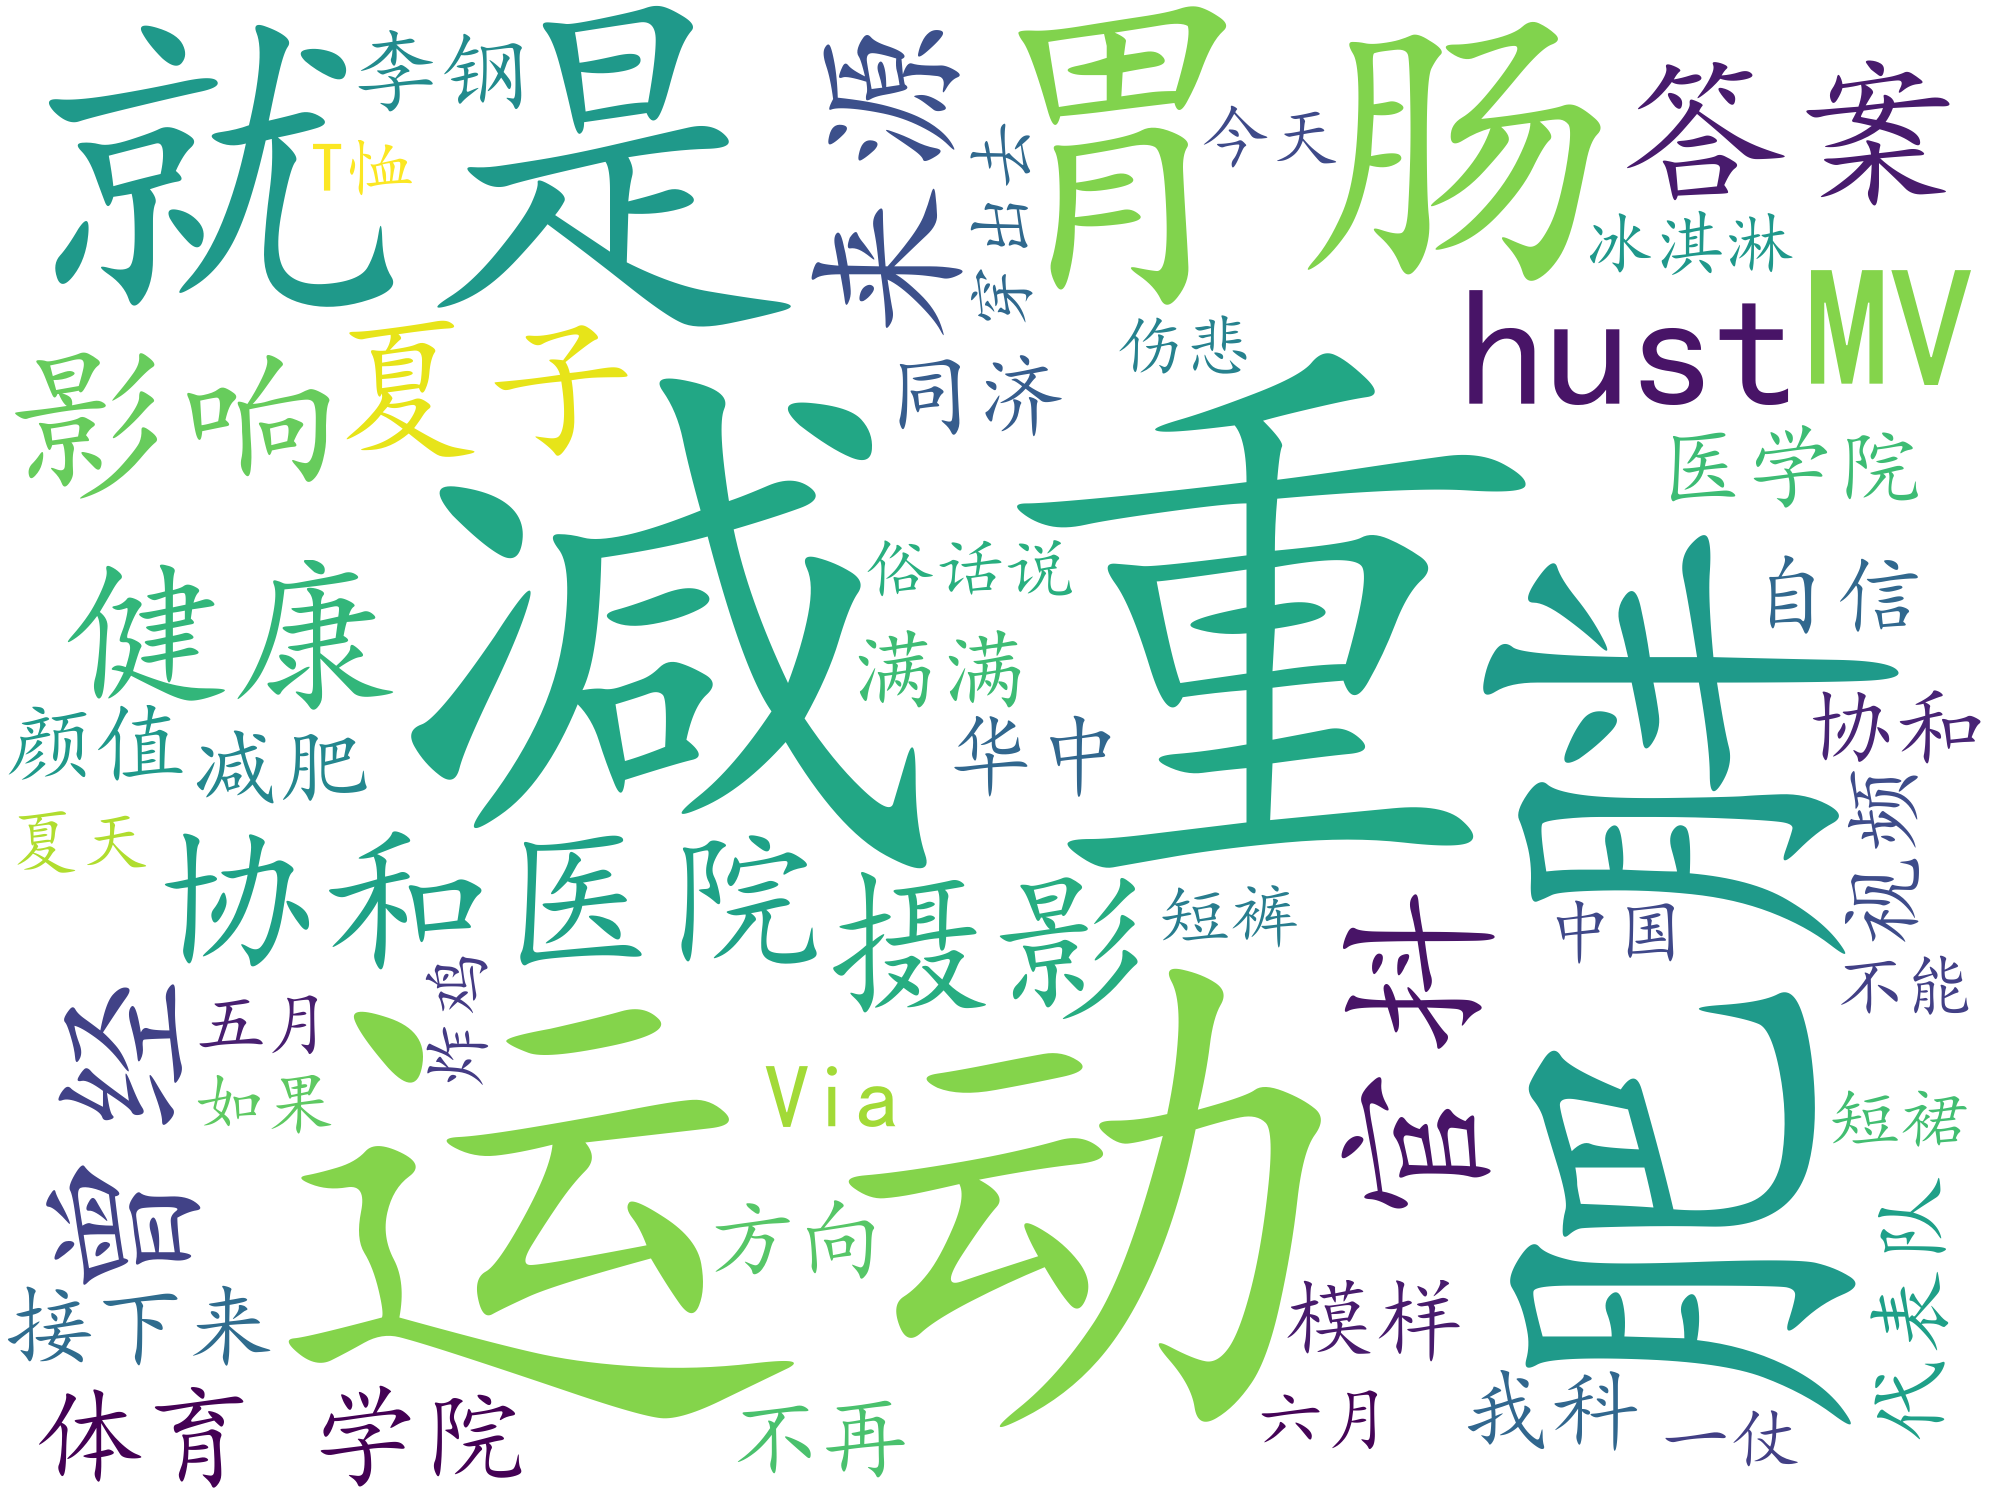 就是
李钢
T恤
来源
穿出去
胃肠
今天
答案
冰淇淋
hust
MV
影响
夏子
同济
伤悲
医学院
减重
健康
俗话说
满满
华中
自信
肥胖
协和
颜值
减肥
夏天
协和医院
摄影
短裤
中国
视频
不能
曾经
五月
炸鸡
如果
运动
Via
官抖
短裙
方向
代表队
接下来
模样
体育
学院
不再
六月
我科
一仗